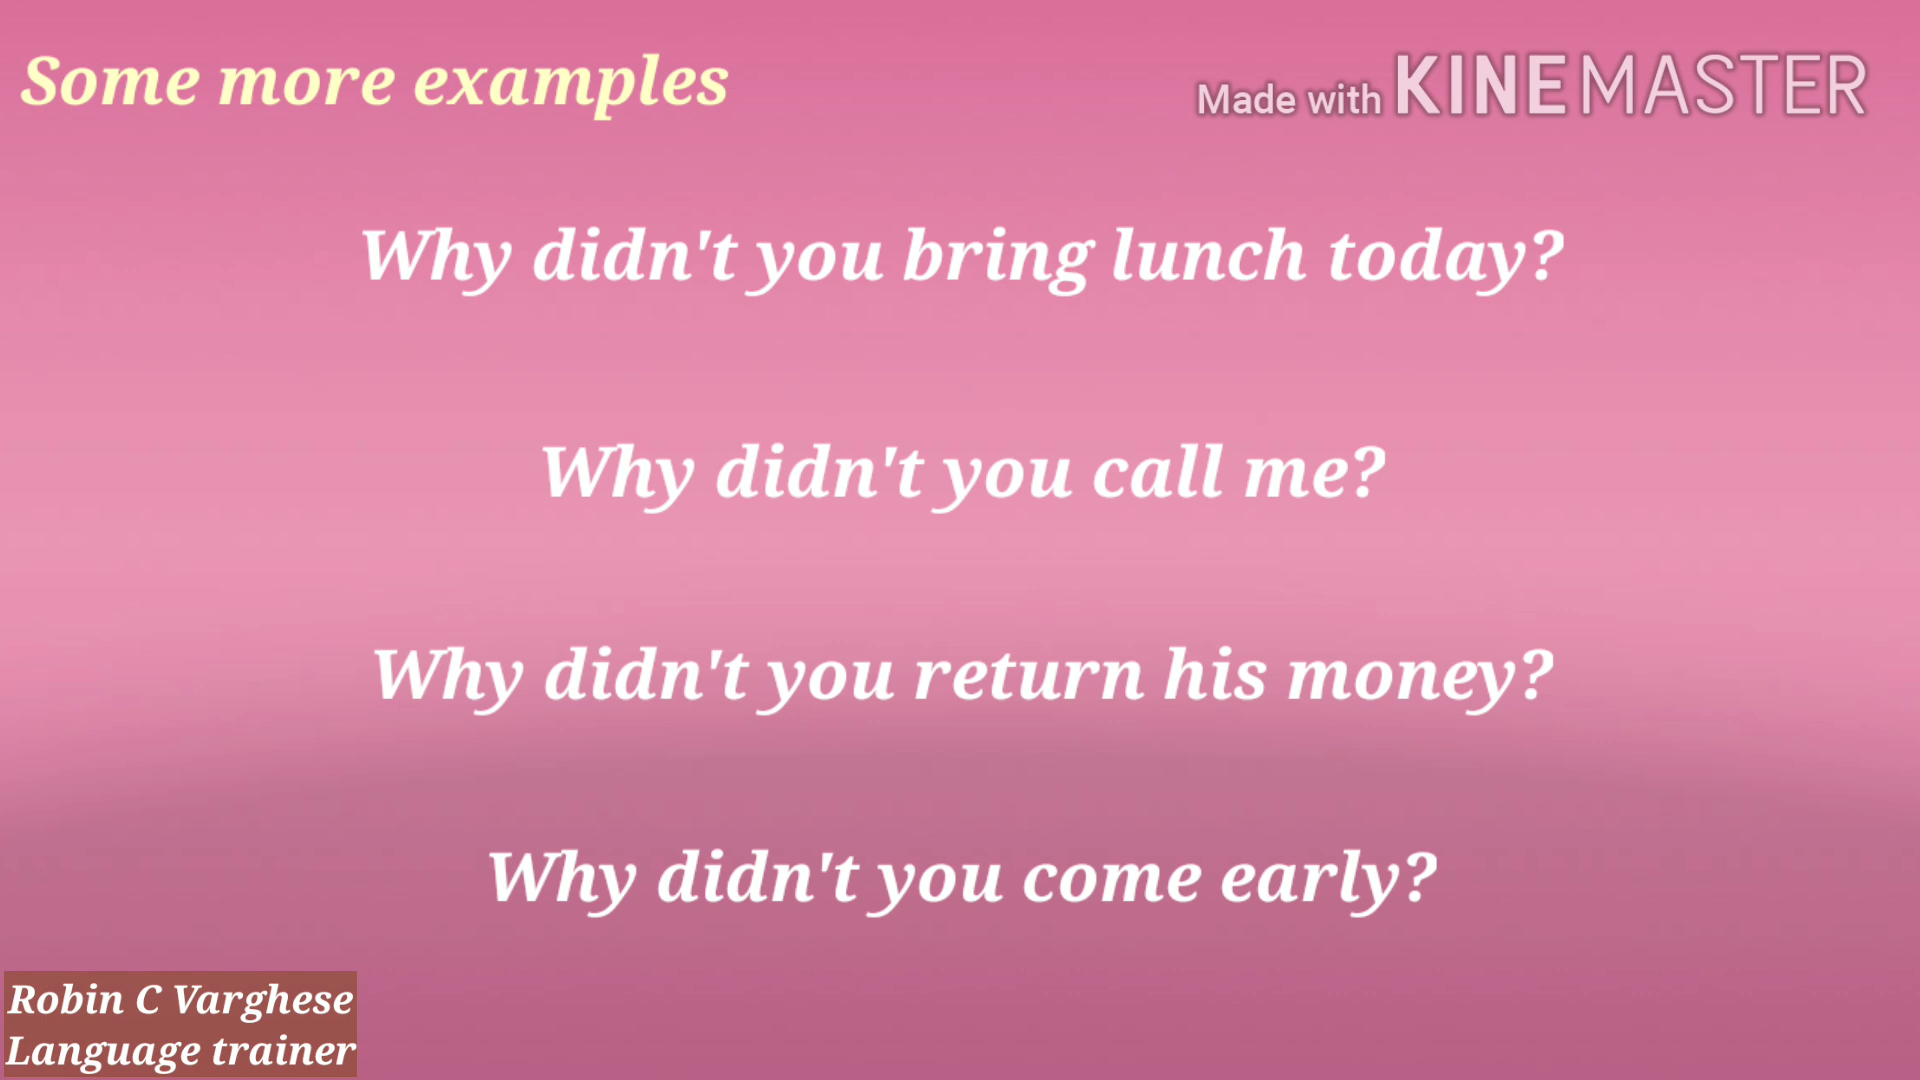 Some more examples
Made with KINEMASTER
Why didn't you bring lunch today?
Why didn't you call me?
Why didn't you return his money?
Why didn't you come early?
Robin C Varghese
Language trainer